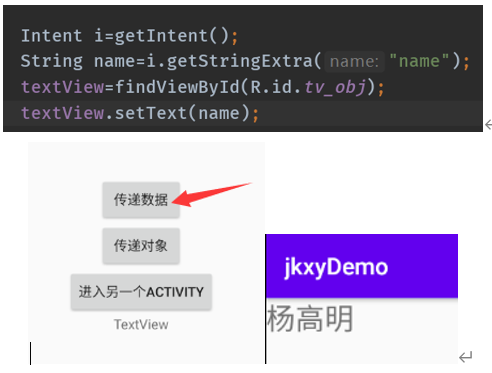 Intent i=getIntent();
String name=i.getStringExtra( name: "name");
textView=findViewById(R.id.tv_obj);
textView.setText(name);
传递数据
传递对象
进入另一个ACTIVITY
TextView
jkxyDemo
杨高明